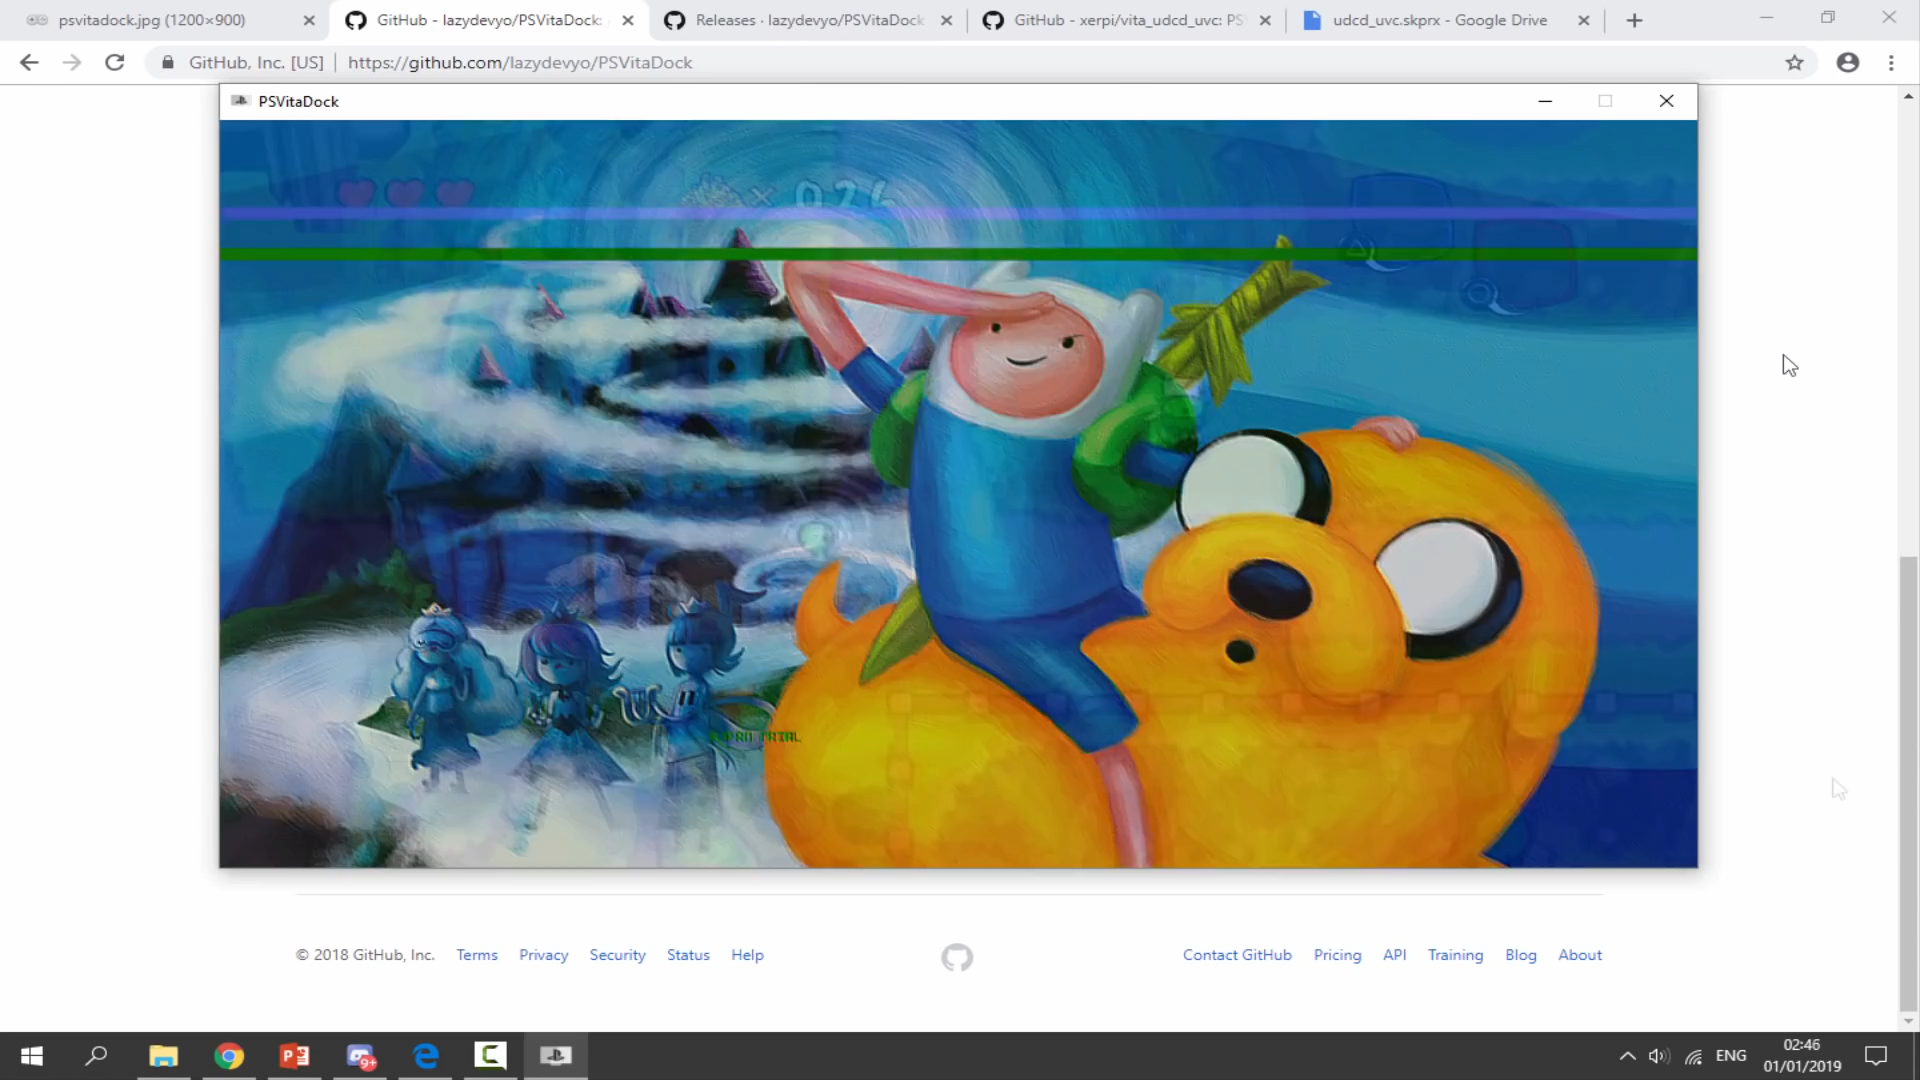 psvitadock.jpg (1200×900)
GitHub - lazydevyo/PSVitaDock:
Releases · lazydevyo/PSVitaDock
GitHub - xerpi/vita_udcd_uvc: PS
udcd_uvc.skprx - Google Drive
GitHub, Inc. [US]
https://github.com/lazydevyo/PSVitaDock
PSVitaDock
© 2018 GitHub, Inc.
Terms
Privacy
Security
Status
Help
Contact GitHub
Pricing
API
Training
Blog
About
9+
ENG
02:46
01/01/2019